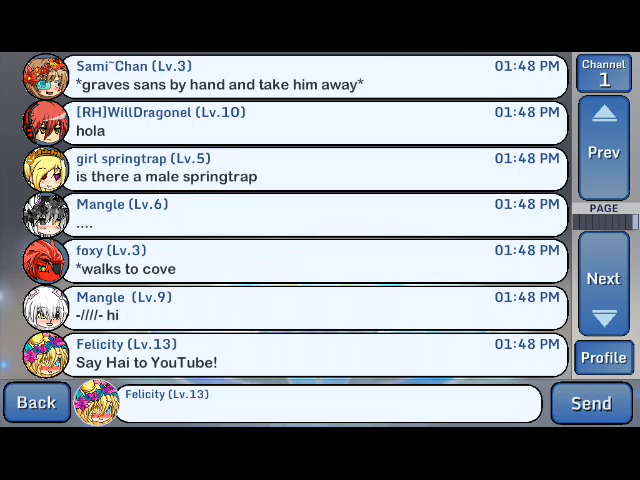 Sami~Chan (Lv.3) 01:48 PM
*graves sans by hand and take him away*
[RH]WillDragonel (Lv.10) 01:48 PM
hola
girl springtrap (Lv.5) 01:48 PM
is there a male springtrap
Mangle (Lv.6) 01:48 PM
....
foxy (Lv.3) 01:48 PM
*walks to cove
Mangle (Lv.9) 01:48 PM
-////- hi
Felicity (Lv.13) 01:48 PM
Say Hai to YouTube!
Channel
1
Prev
PAGE
Next
Profile
Back
Felicity (Lv.13)
Send